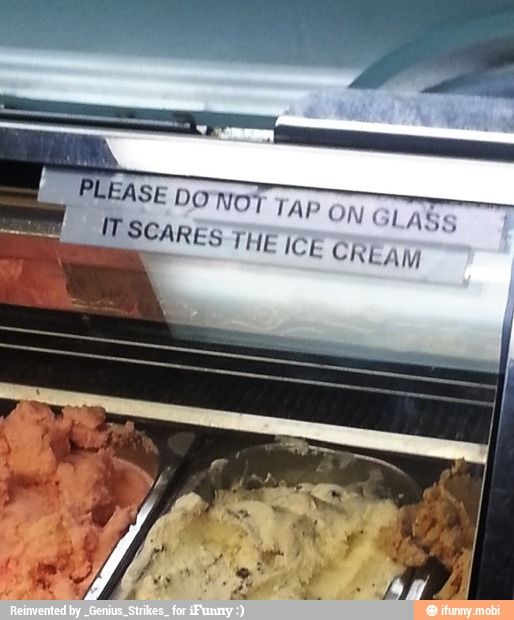 PLEASE DO NOT TAP ON GLASS
IT SCARES THE ICE CREAM
Reinvented by _Genius_Strikes_ for iFunny :)
ifunny.mobi